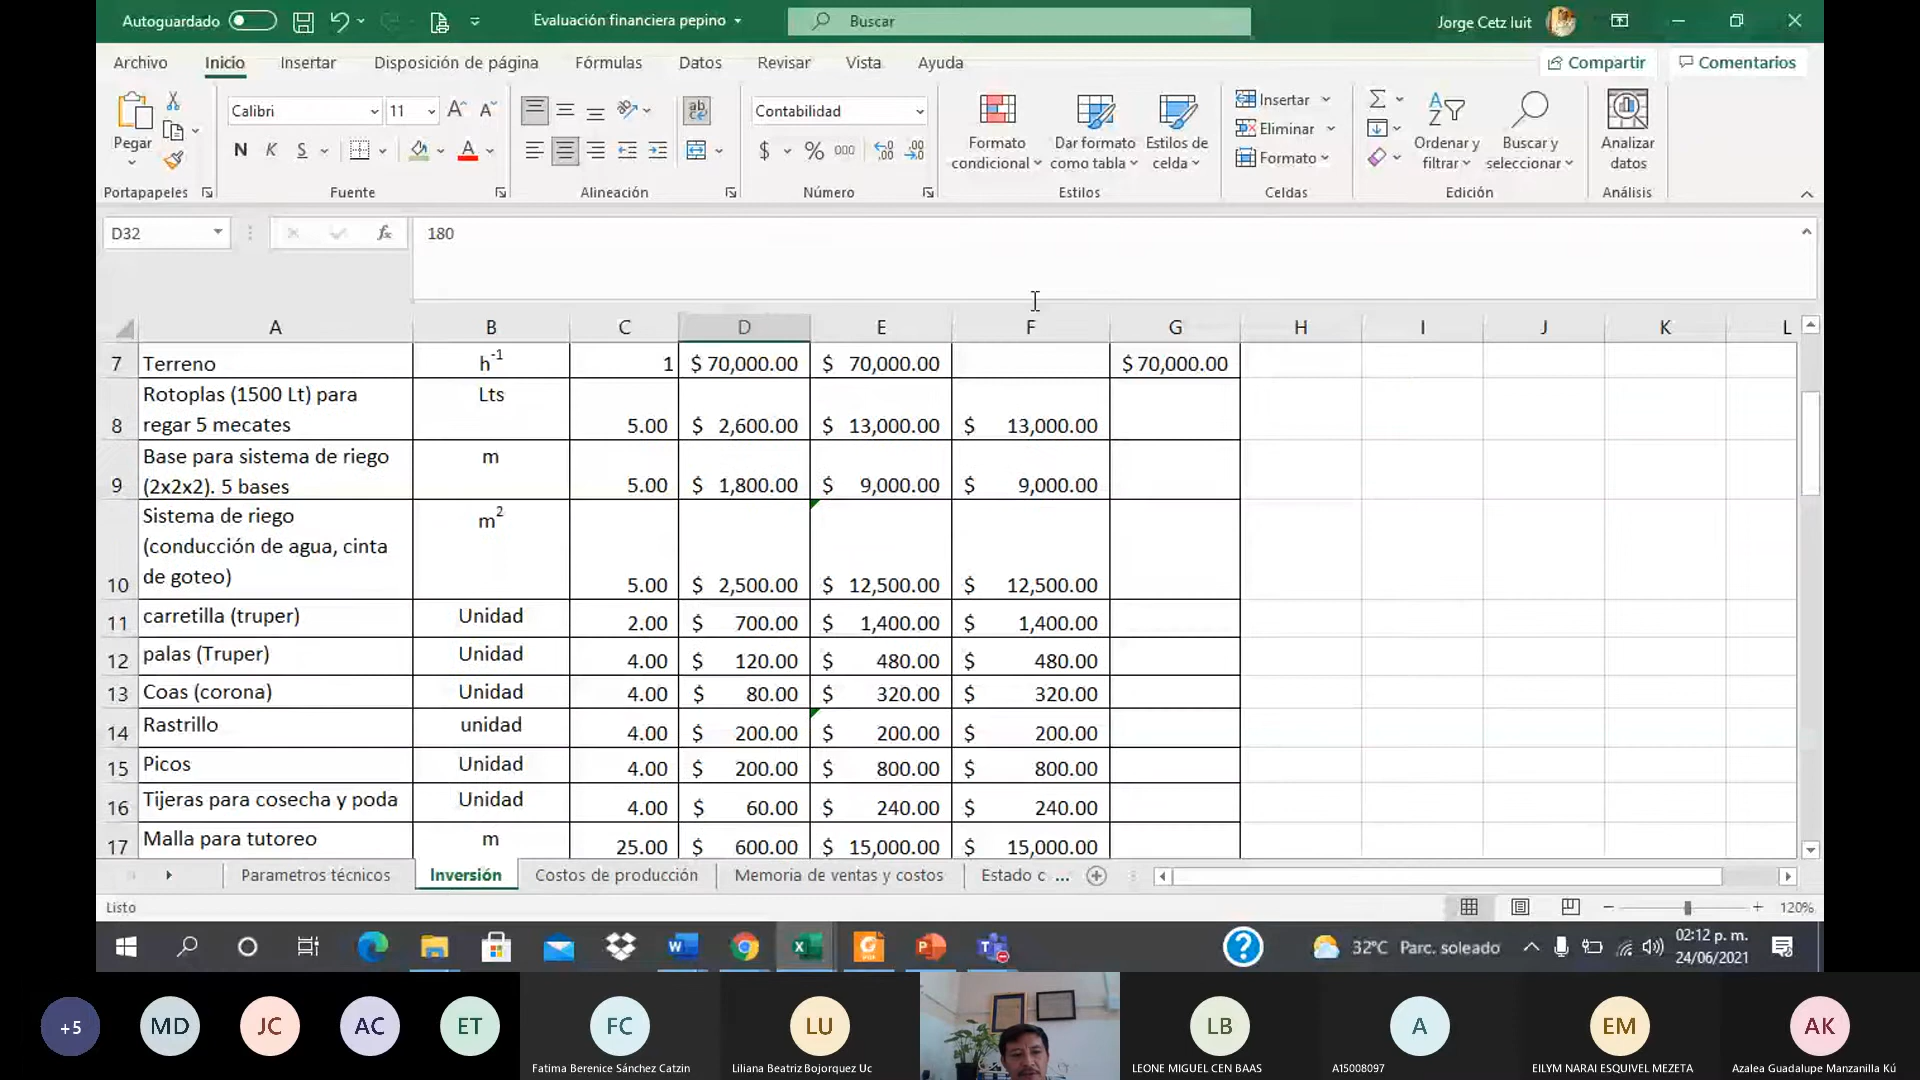 Autoguardado
Evaluación financiera pepino
Buscar
Jorge Cetz luit
Archivo Inicio Insertar Disposición de página Fórmulas Datos Revisar Vista Ayuda
Compartir Comentarios
Pegar
Portapapeles
Calibri 11
N K S
Fuente
Alineación
Contabilidad
$ % 000
Número
Formato condicional
Dar formato como tabla
Estilos de celda
Estilos
Insertar
Eliminar
Formato
Celdas
Ordenar y filtrar
Buscar y seleccionar
Edición
Analizar datos
Análisis
D32 fx 180
A B C D E F G H I J K L
7 Terreno h-1 1 $ 70,000.00 $ 70,000.00 $ 70,000.00
8 Rotoplas (1500 Lt) para regar 5 mecates Lts 5.00 $ 2,600.00 $ 13,000.00 $ 13,000.00
9 Base para sistema de riego (2x2x2). 5 bases m 5.00 $ 1,800.00 $ 9,000.00 $ 9,000.00
10 Sistema de riego (conducción de agua, cinta de goteo) m2 5.00 $ 2,500.00 $ 12,500.00 $ 12,500.00
11 carretilla (truper) Unidad 2.00 $ 700.00 $ 1,400.00 $ 1,400.00
12 palas (Truper) Unidad 4.00 $ 120.00 $ 480.00 $ 480.00
13 Coas (corona) Unidad 4.00 $ 80.00 $ 320.00 $ 320.00
14 Rastrillo unidad 4.00 $ 200.00 $ 200.00 $ 200.00
15 Picos Unidad 4.00 $ 200.00 $ 800.00 $ 800.00
16 Tijeras para cosecha y poda Unidad 4.00 $ 60.00 $ 240.00 $ 240.00
17 Malla para tutoreo m 25.00 $ 600.00 $ 15,000.00 $ 15,000.00
Parametros técnicos Inversión Costos de producción Memoria de ventas y costos Estado c ...
Listo 120%
32°C Parc. soleado
02:12 p. m.
24/06/2021
+5 MD JC AC ET FC LU LB A EM AK
Fatima Berenice Sánchez Catzin
Liliana Beatriz Bojorquez Uc
LEONE MIGUEL CEN BAAS
A15008097
EILYM NARAI ESQUIVEL MEZETA
Azalea Guadalupe Manzanilla Kú